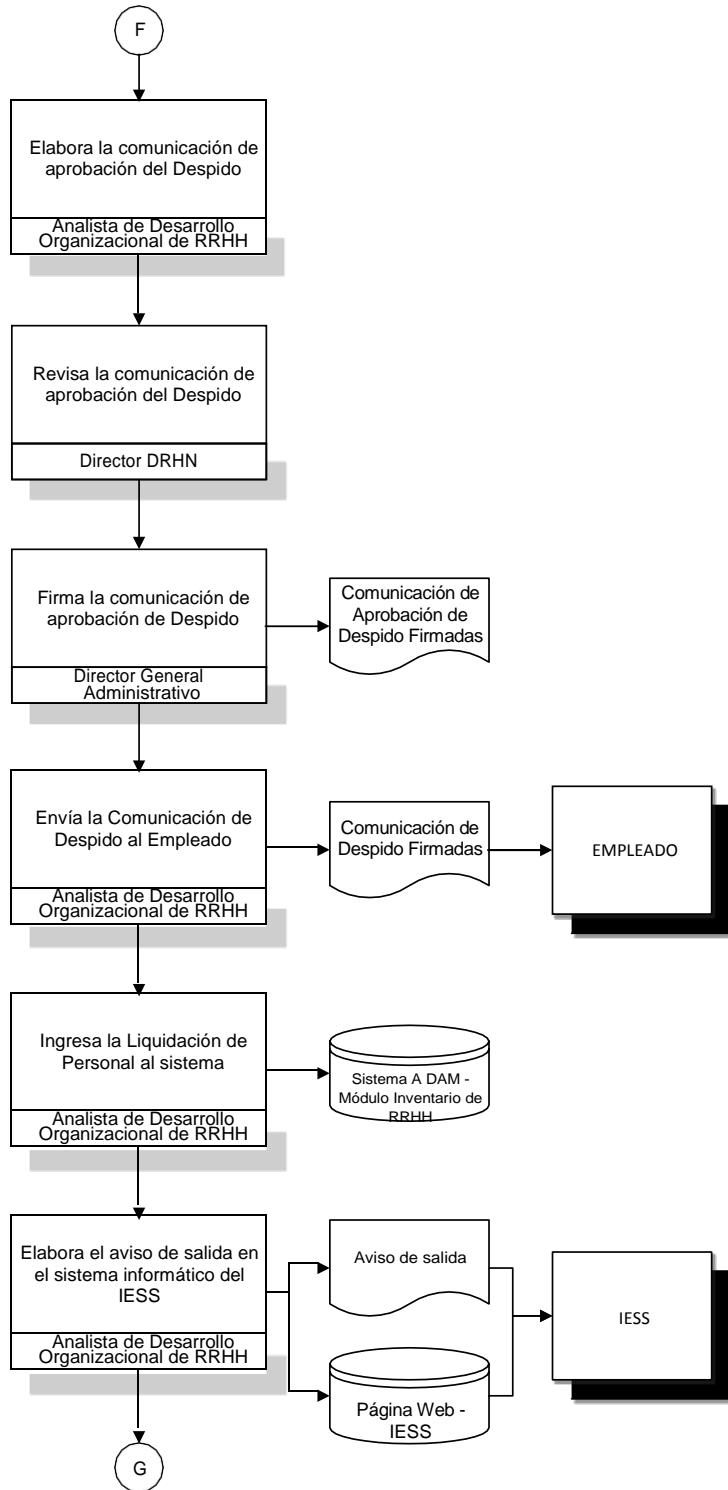 F
Elabora la comunicación de
aprobación del Despido
Analista de Desarrollo
Organizacional de RRHH
Revisa la comunicación de
aprobación del Despido
Director DRHN
Firma la comunicación de
aprobación de Despido
Director General
Administrativo
Comunicación de
Aprobación de
Despido Firmadas
Envía la Comunicación de
Despido al Empleado
Analista de Desarrollo
Organizacional de RRHH
Comunicación de
Despido Firmadas
EMPLEADO
Ingresa la Liquidación de
Personal al sistema
Analista de Desarrollo
Organizacional de RRHH
Sistema A DAM -
Módulo Inventario de
RRHH
Elabora el aviso de salida en
el sistema informático del
IESS
Analista de Desarrollo
Organizacional de RRHH
Aviso de salida
Página Web -
IESS
IESS
G